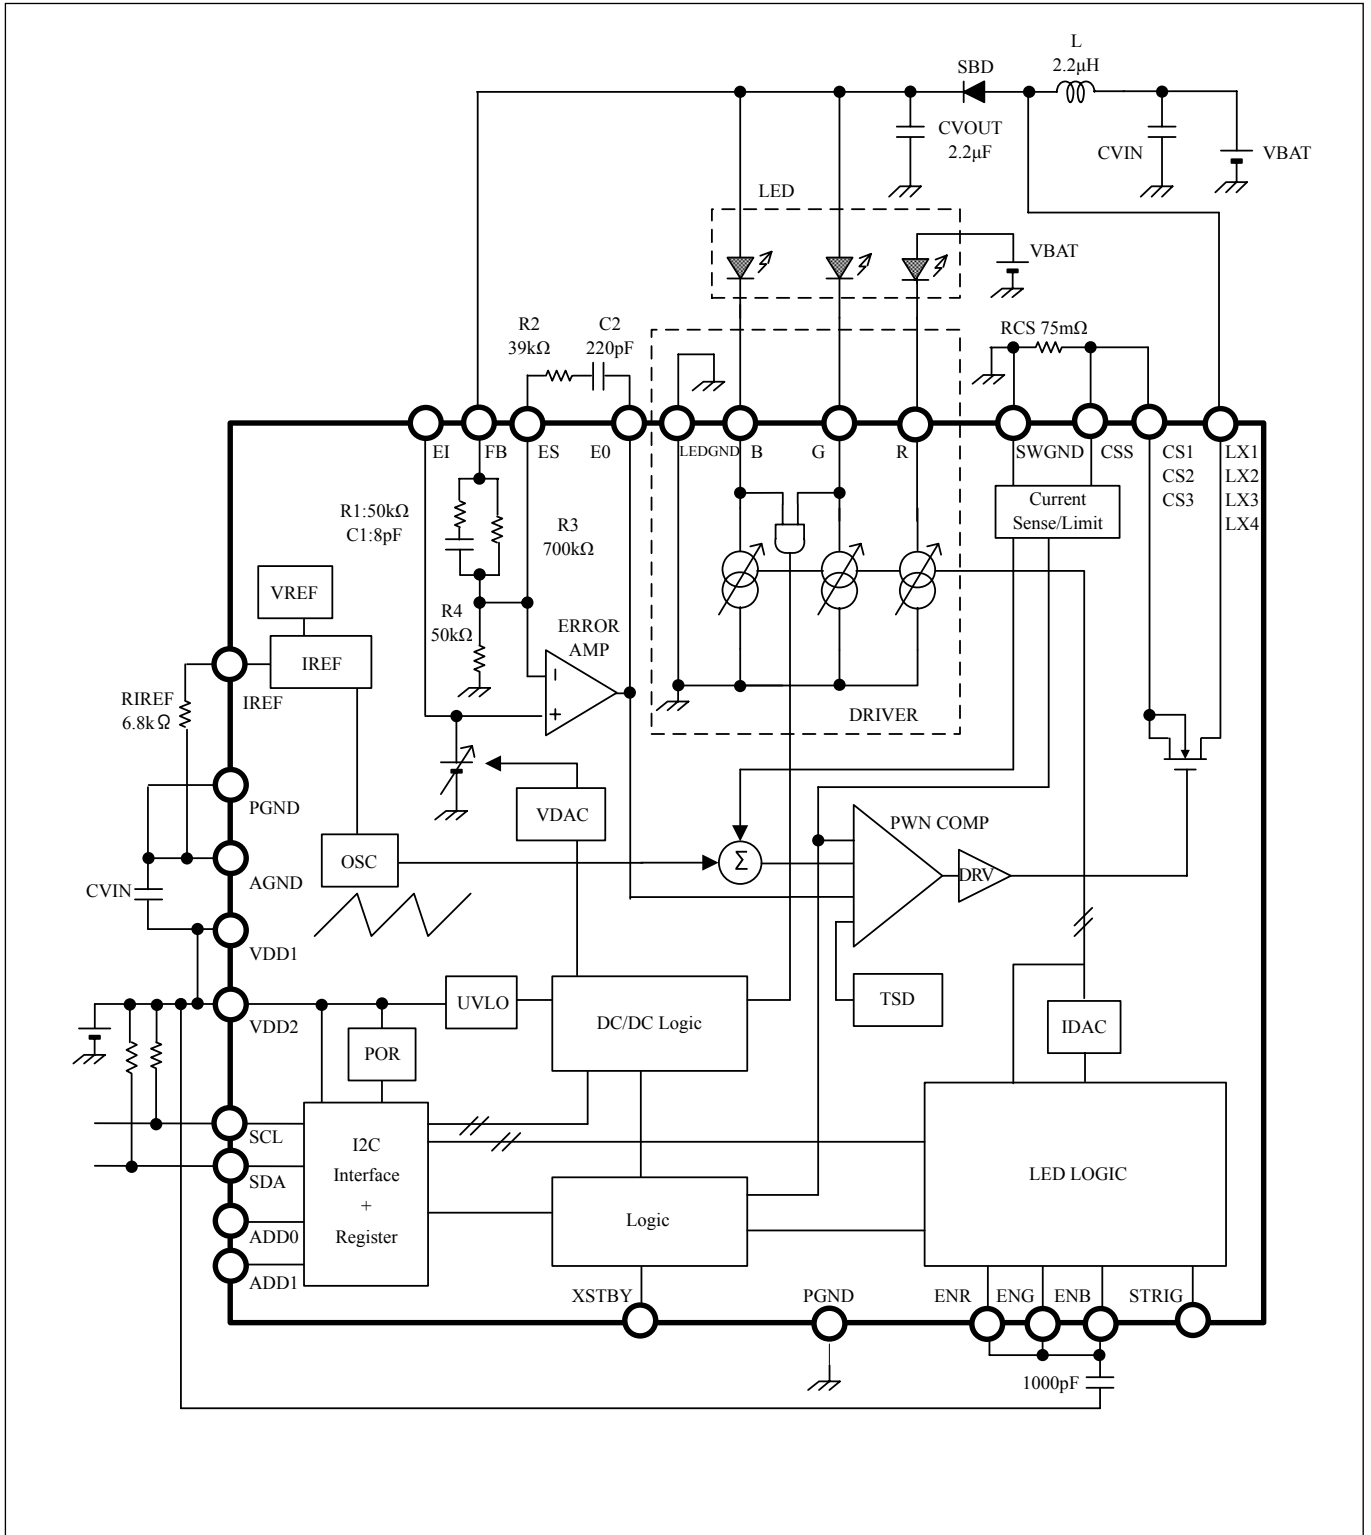 L
2.2μH
SBD
CVOUT
2.2μF
CVIN
VBAT
LED
VBAT
R2
39kΩ
C2
220pF
RCS 75mΩ
EI
FB
ES
E0
LEDGND
B
G
R
SWGND
CSS
CS1
CS2
CS3
LX1
LX2
LX3
LX4
Current
Sense/Limit
R1:50kΩ
C1:8pF
R3
700kΩ
VREF
R4
50kΩ
ERROR
AMP
IREF
IREF
RIREF
6.8kΩ
DRIVER
PGND
VDAC
PWN COMP
OSC
Σ
DRV
AGND
CVIN
VDD1
UVLO
DC/DC Logic
TSD
VDD2
POR
IDAC
SCL
I2C
Interface
+
Register
SDA
LED LOGIC
ADD0
Logic
ADD1
XSTBY
PGND
ENR
ENG
ENB
STRIG
1000pF